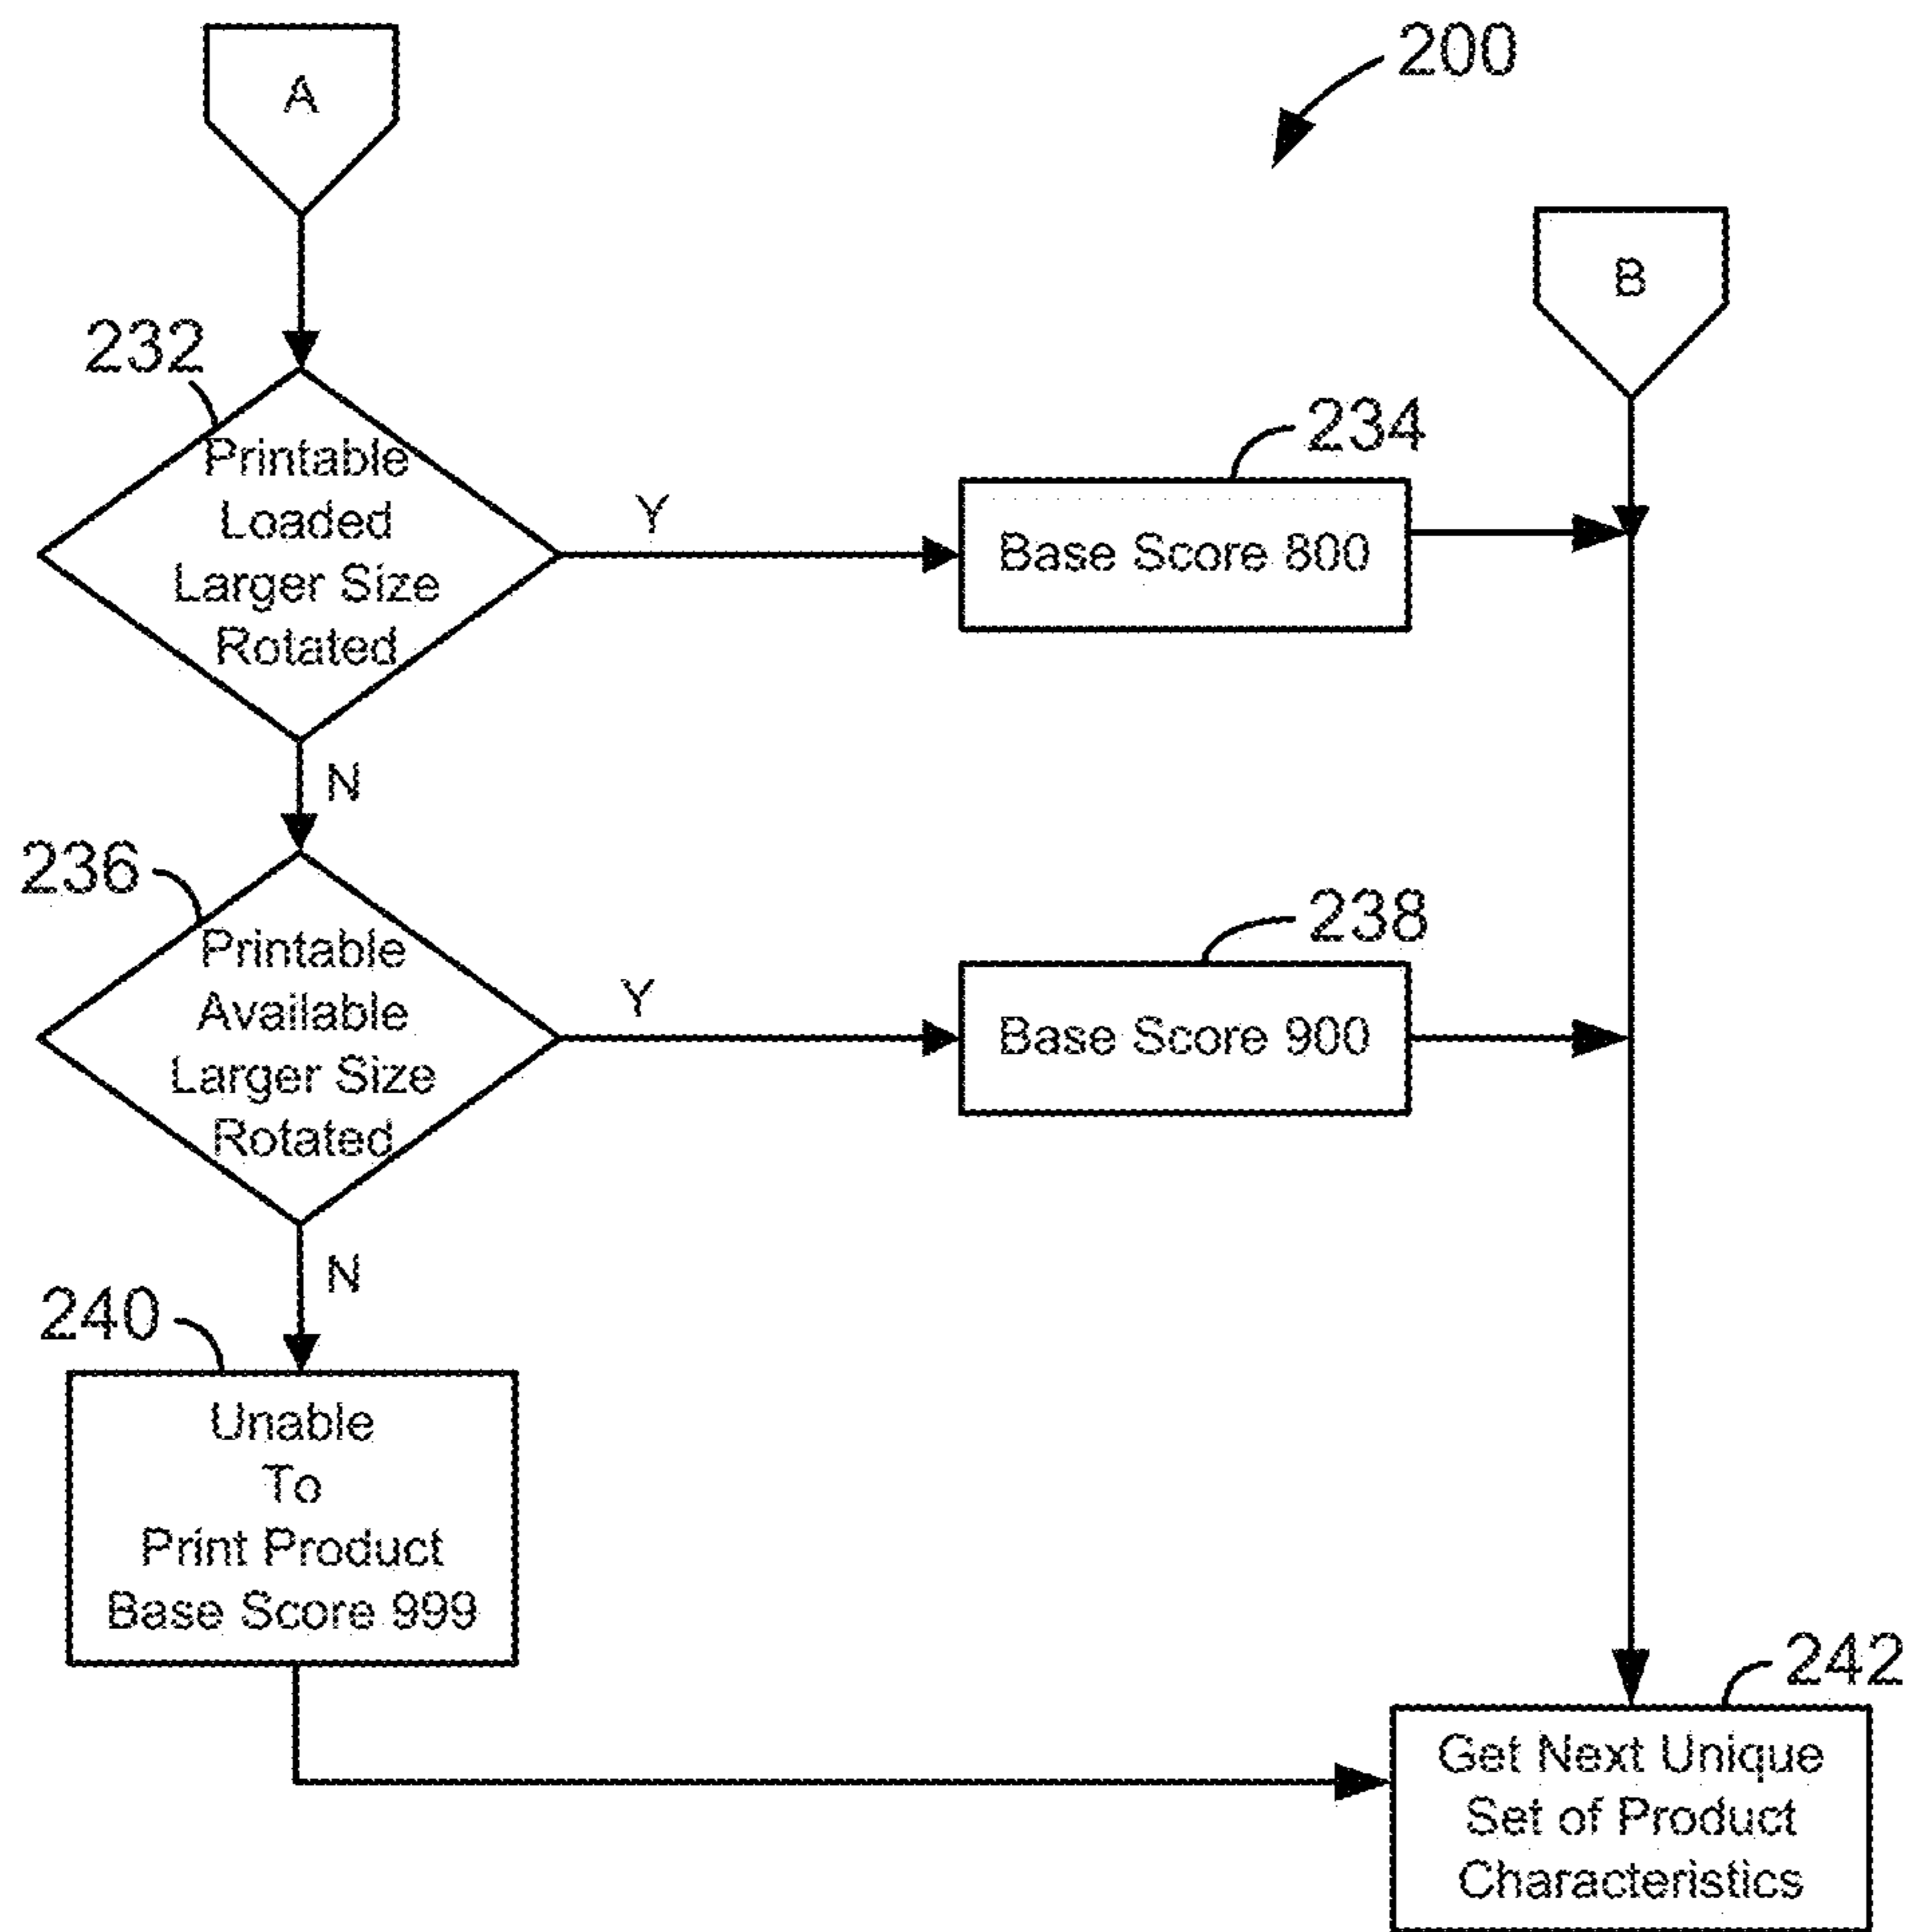 A
200
B
232
Printable
Loaded
Larger Size
Rotated
Y
234
Base Score 800
N
236
Printable
Available
Larger Size
Rotated
Y
238
Base Score 900
N
240
Unable
To
Print Product
Base Score 999
242
Get Next Unique
Set of Product
Characteristics